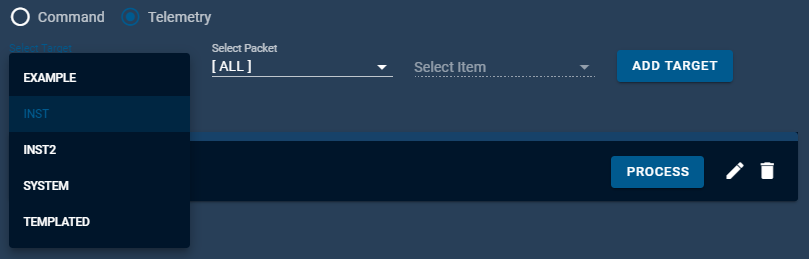 Command
Telemetry
Select Target
Select Packet
[ ALL ]
Select Item
ADD TARGET
EXAMPLE
INST
INST2
SYSTEM
TEMPLATED
PROCESS